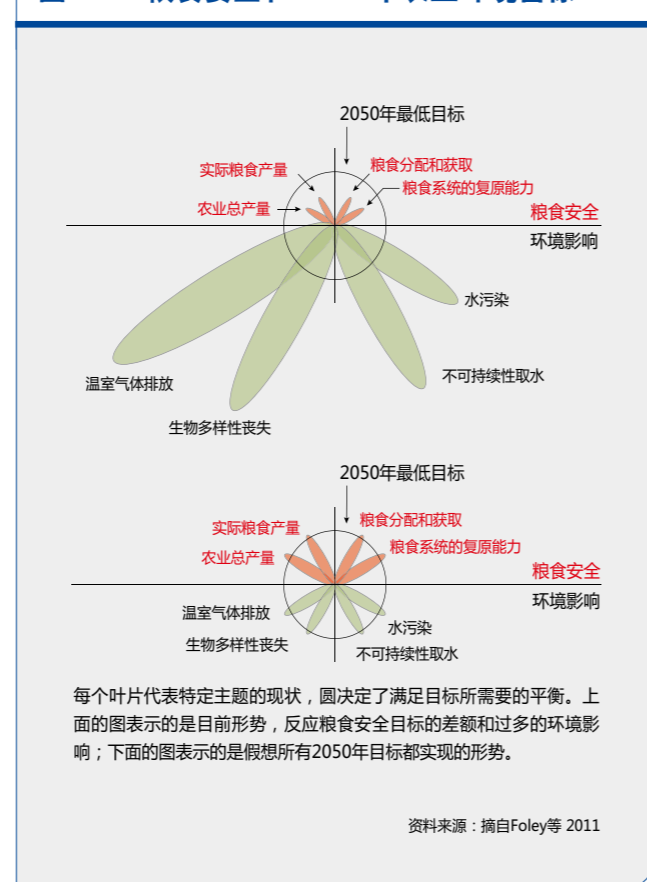 2050年最低目标
实际粮食产量
粮食分配和获取
粮食系统的复原能力
农业总产量
粮食安全
环境影响
水污染
温室气体排放
不可持续性取水
生物多样性丧失
2050年最低目标
实际粮食产量
粮食分配和获取
农业总产量
粮食系统的复原能力
粮食安全
环境影响
温室气体排放
水污染
生物多样性丧失
不可持续性取水
每个叶片代表特定主题的现状，圆决定了满足目标所需要的平衡。上
面的图表示的是目前形势，反应粮食安全目标的差额和过多的环境影
响；下面的图表示的是假想所有2050年目标都实现的形势。
资料来源：摘自Foley等 2011